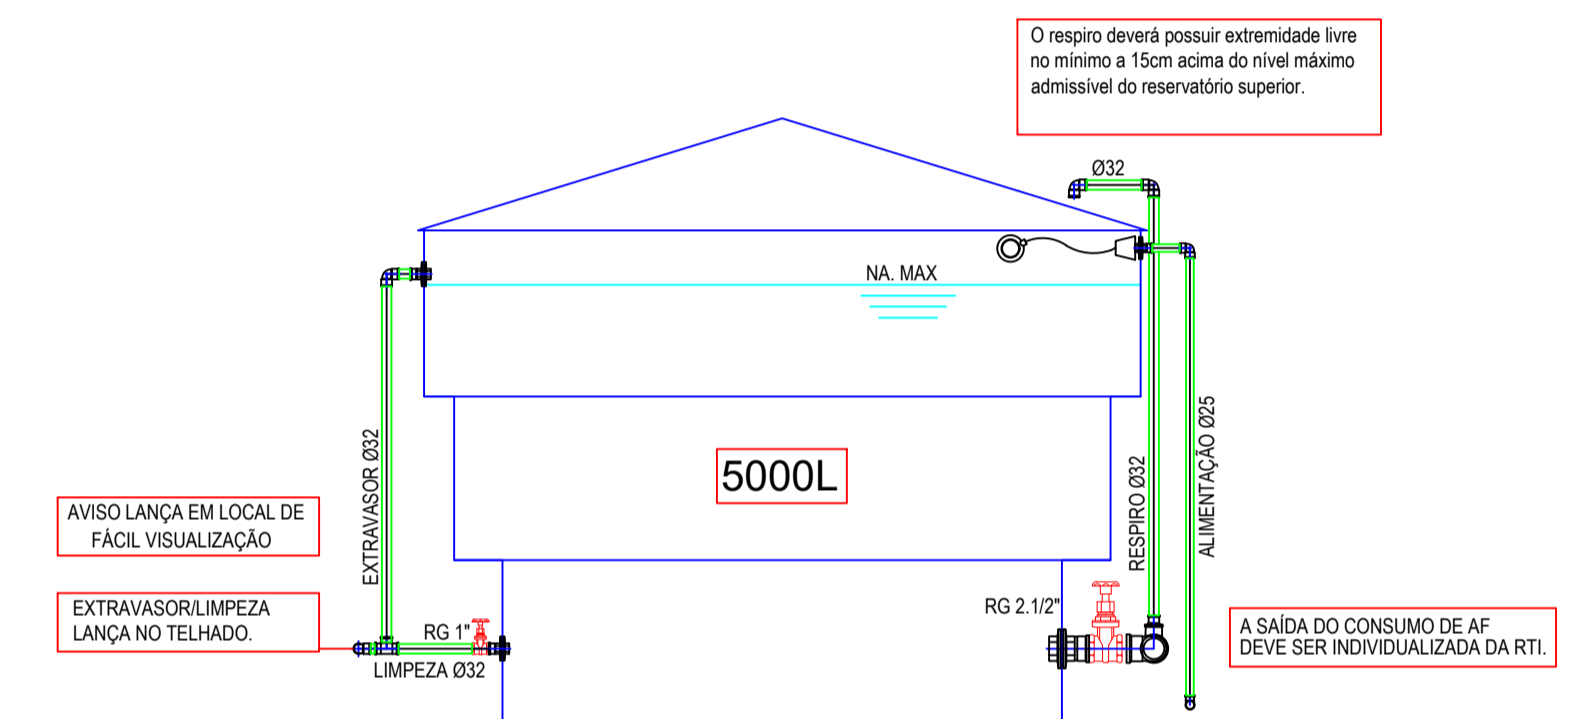 O respiro deverá possuir extremidade livre
no mínimo a 15cm acima do nível máximo
admissível do reservatório superior.
Ø32
NA. MAX
5000L
EXTRAVASOR Ø32
RESPIRO Ø32
ALIMENTAÇÃO Ø25
AVISO LANÇA EM LOCAL DE
FÁCIL VISUALIZAÇÃO
EXTRAVASOR/LIMPEZA
LANÇA NO TELHADO.
RG 1"
LIMPEZA Ø32
RG 2.1/2"
A SAÍDA DO CONSUMO DE AF
DEVE SER INDIVIDUALIZADA DA RTI.